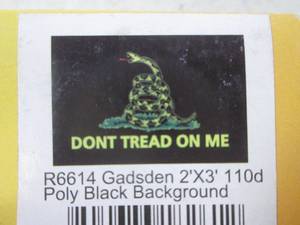 DONT TREAD ON ME
R6614 Gadsden 2'X3' 110d
Poly Black Background